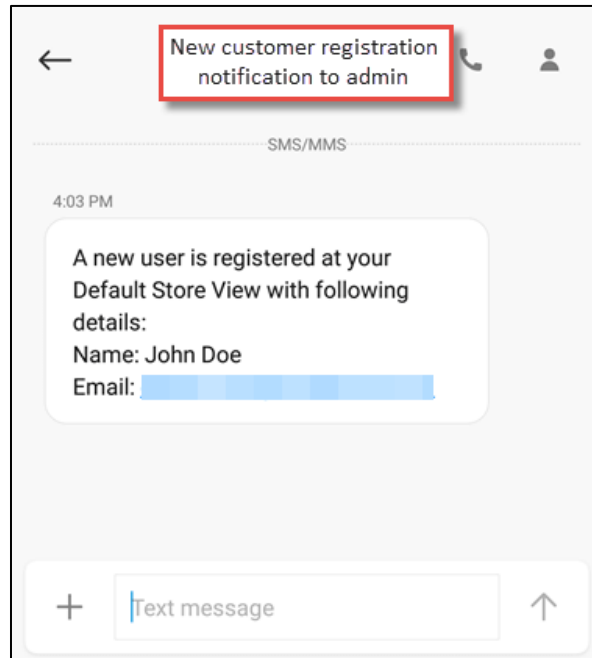 New customer registration
notification to admin
SMS/MMS
4:03 PM
A new user is registered at your
Default Store View with following
details:
Name: John Doe
Email:
Text message